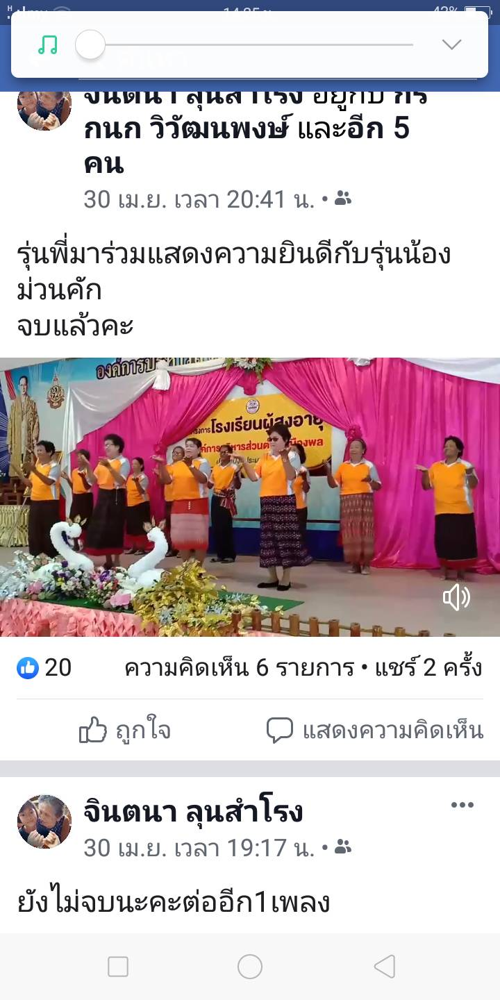 จินตนา ลุนสำโรง อยู่กับ กร
กนก วิวัฒนพงษ์ และอีก 5
คน
30 เม.ย. เวลา 20:41 น. •
รุ่นพี่มาร่วมแสดงความยินดีกับรุ่นน้อง
ม่วนคัก
จบแล้วคะ
โรงเรียนผู้สูงอายุ
20
ความคิดเห็น 6 รายการ • แชร์ 2 ครั้ง
ถูกใจ
แสดงความคิดเห็น
จินตนา ลุนสำโรง
30 เม.ย. เวลา 19:17 น. •
ยังไม่จบนะคะต่ออีก1เพลง